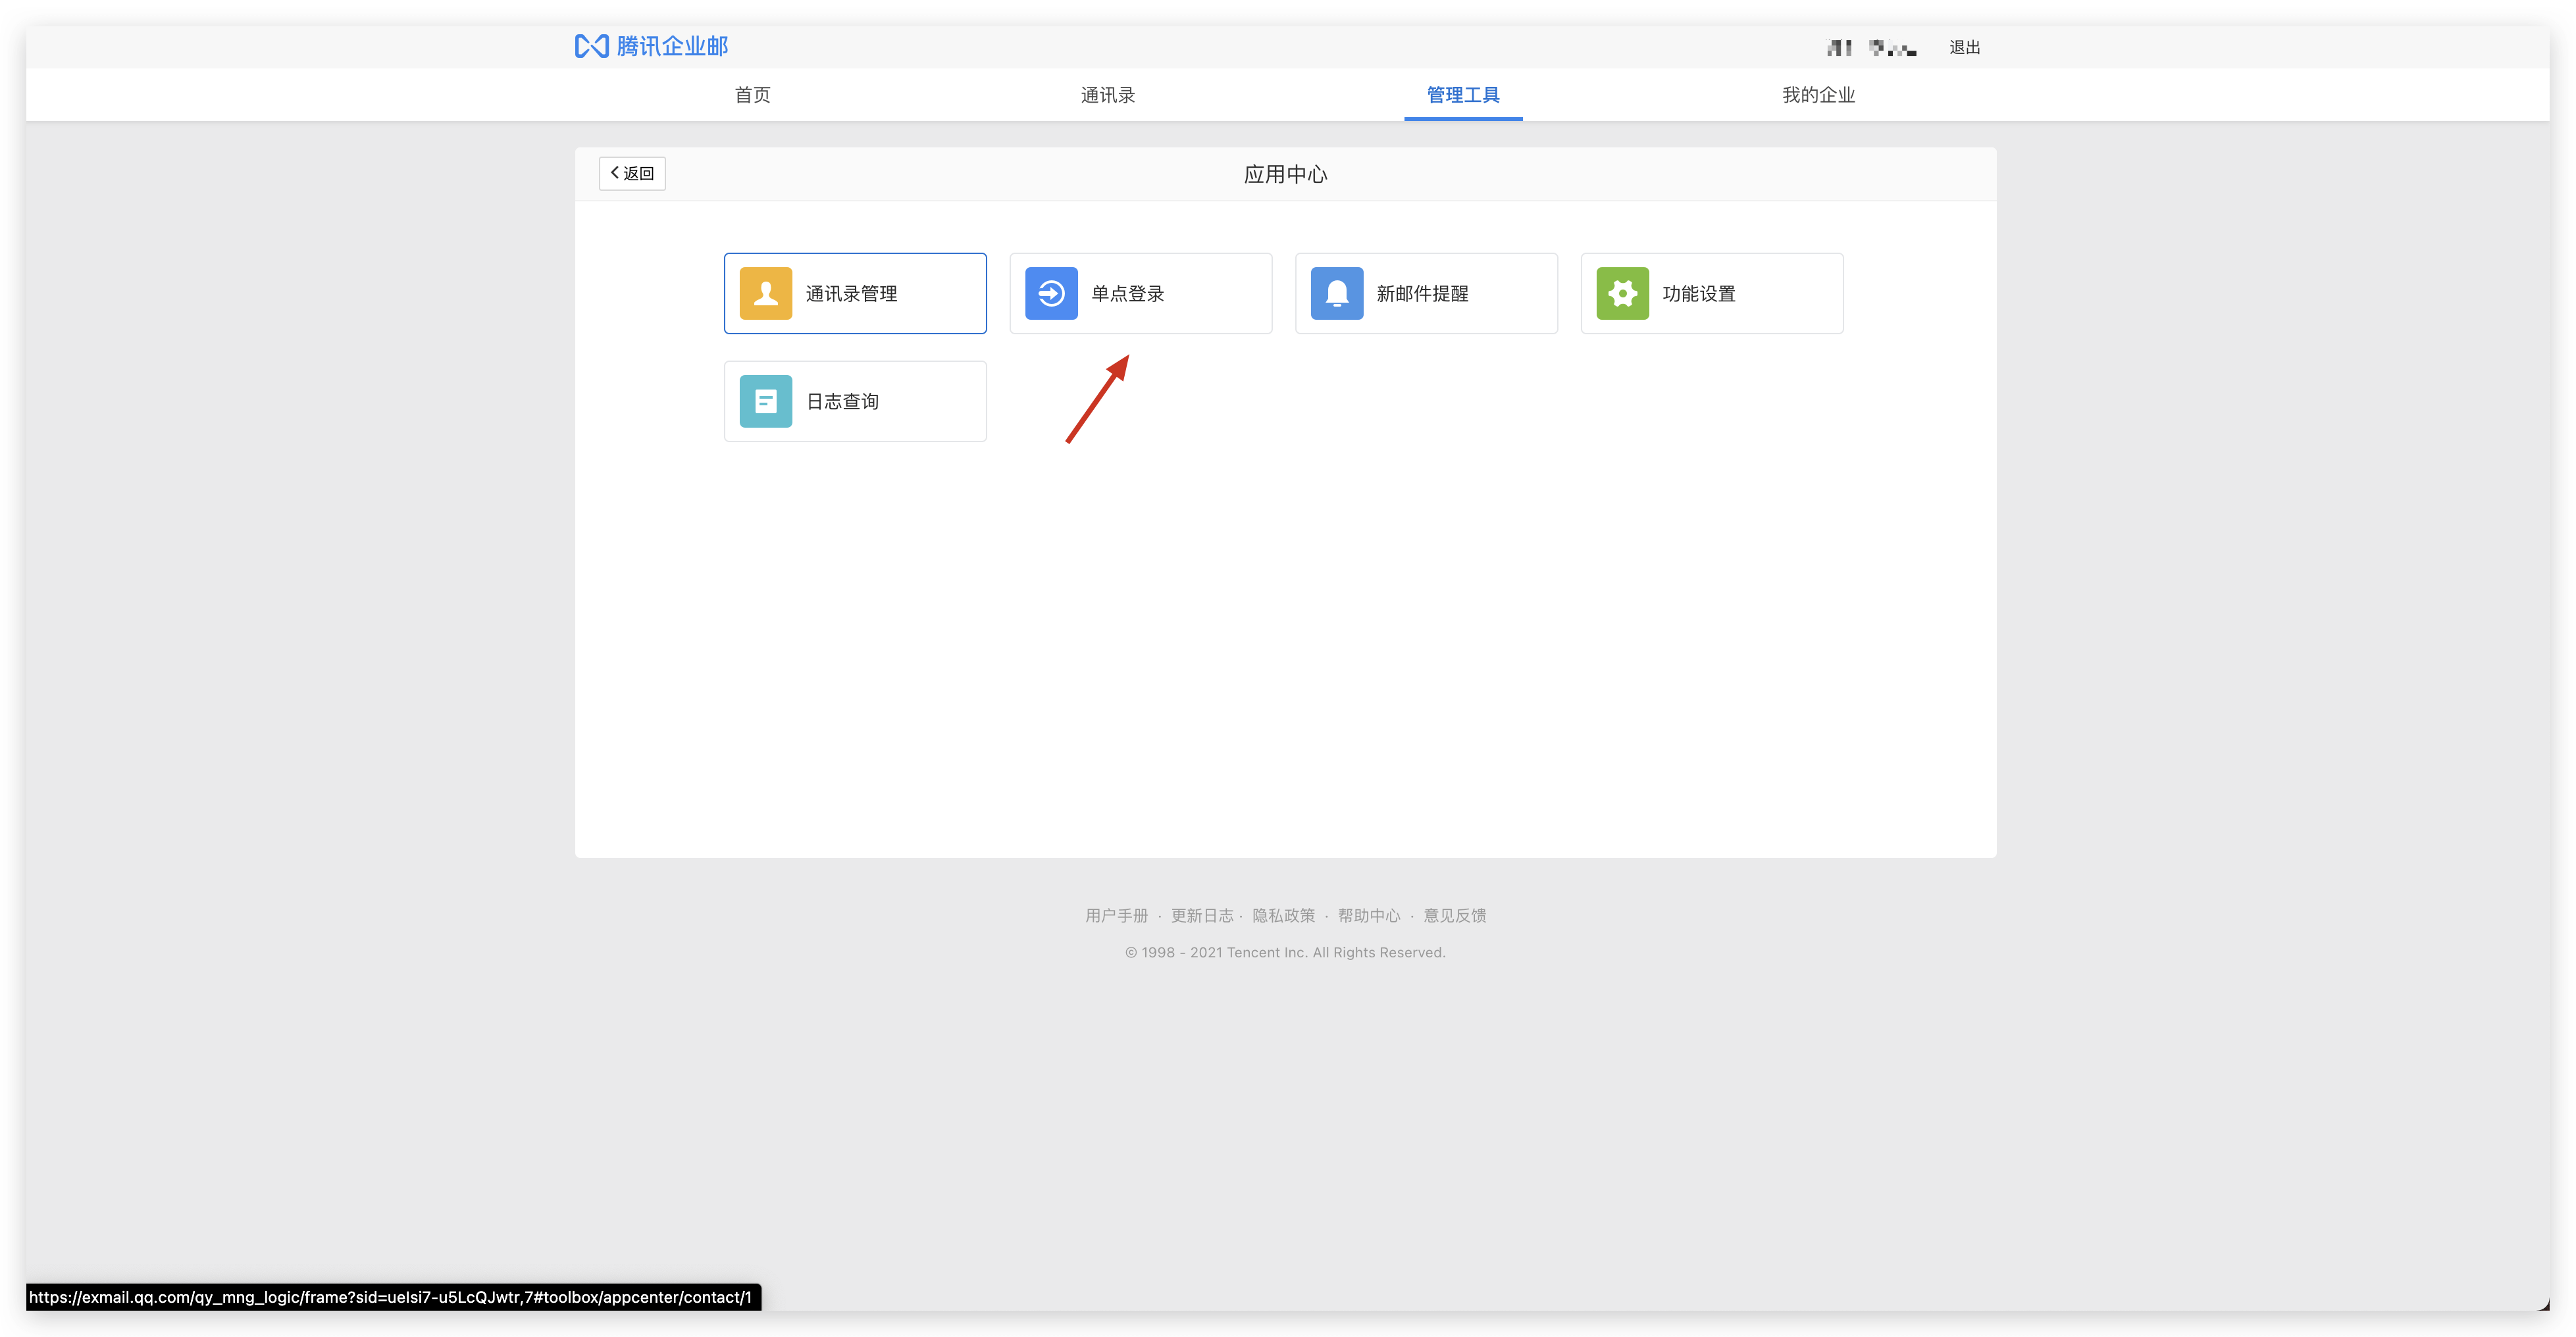 腾讯企业邮
退出
首页 通讯录 管理工具 我的企业
返回 应用中心
通讯录管理 单点登录 新邮件提醒 功能设置
日志查询
用户手册 · 更新日志 · 隐私政策 · 帮助中心 · 意见反馈
© 1998 - 2021 Tencent Inc. All Rights Reserved.
https://exmail.qq.com/qy_mng_logic/frame?sid=uelsi7-u5LcQJwtr,7#toolbox/appcenter/contact/1